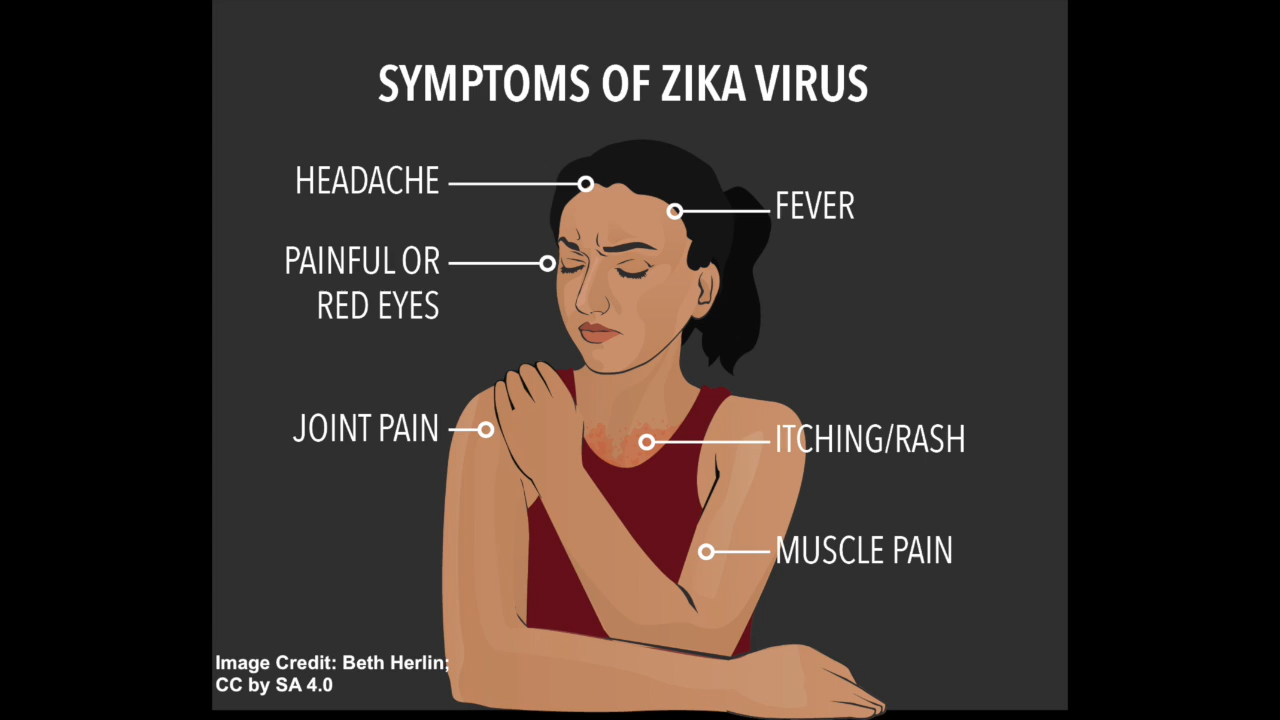 SYMPTOMS OF ZIKA VIRUS
HEADACHE
FEVER
PAINFUL OR
RED EYES
JOINT PAIN
ITCHING/RASH
MUSCLE PAIN
Image Credit: Beth Herlin;
CC by SA 4.0